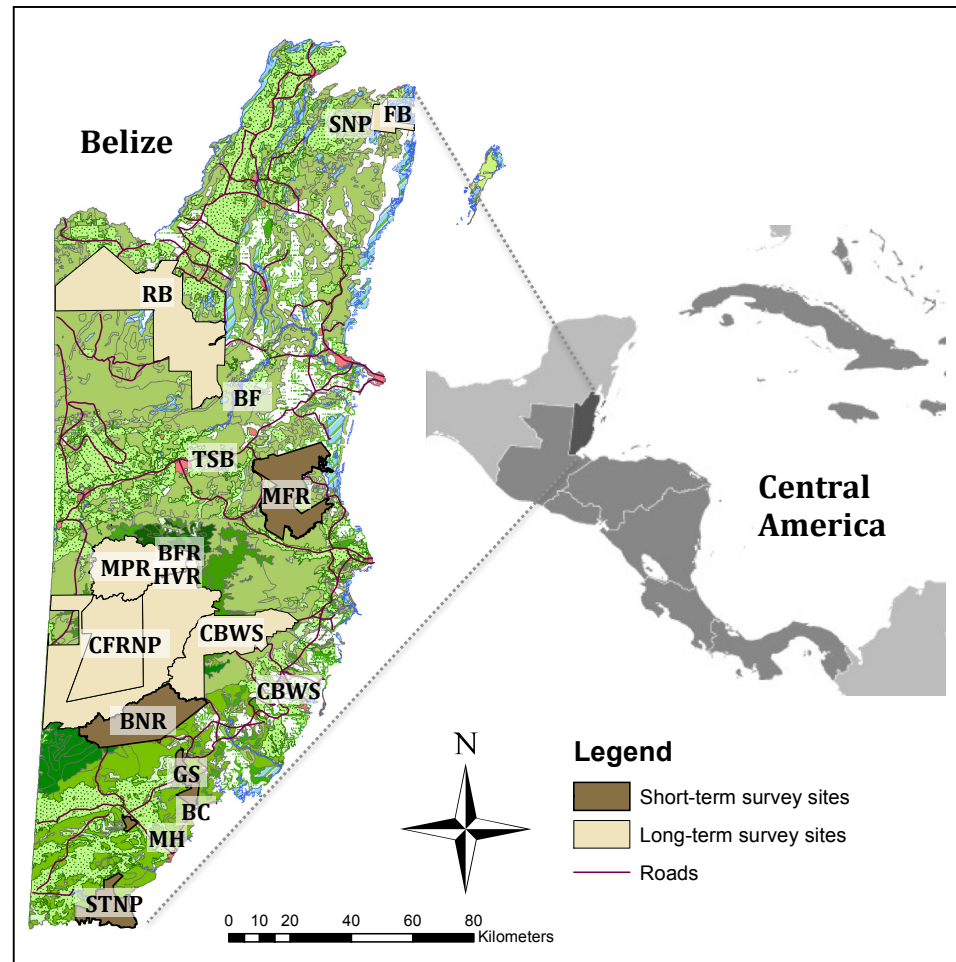 Belize
SNP
FB
RB
BF
TSB
MFR
BFR
MPR
HVR
CFRNP
CBWS
CBWS
BNR
GS
BC
MH
STNP
Central
America
N
Legend
Short-term survey sites
Long-term survey sites
Roads
0 10 20 40 60 80
Kilometers